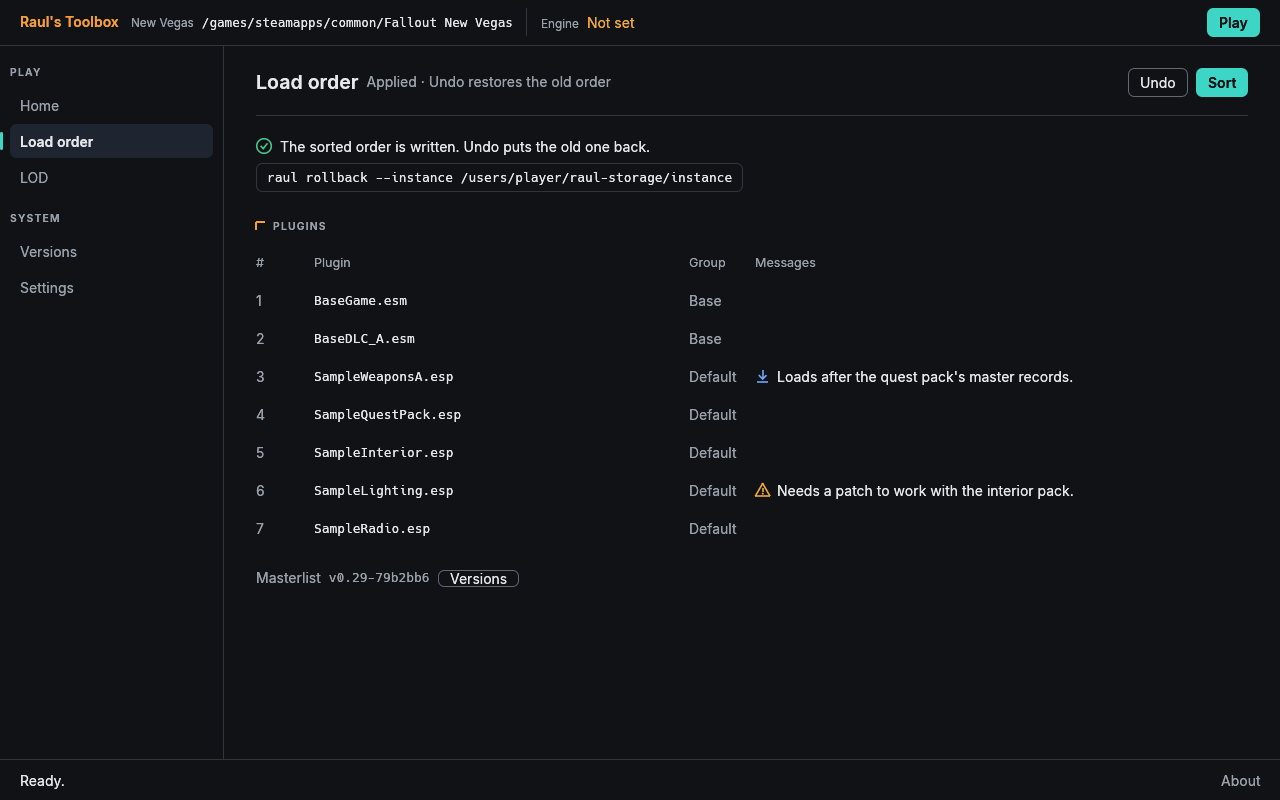 Raul's Toolbox New Vegas /games/steamapps/common/Fallout New Vegas Engine Not set Play
PLAY
Home
Load order
LOD
SYSTEM
Versions
Settings
Load order Applied · Undo restores the old order Undo Sort
The sorted order is written. Undo puts the old one back.
raul rollback --instance /users/player/raul-storage/instance
PLUGINS
# Plugin Group Messages
1 BaseGame.esm Base
2 BaseDLC_A.esm Base
3 SampleWeaponsA.esp Default Loads after the quest pack's master records.
4 SampleQuestPack.esp Default
5 SampleInterior.esp Default
6 SampleLighting.esp Default Needs a patch to work with the interior pack.
7 SampleRadio.esp Default
Masterlist v0.29-79b2bb6 Versions
Ready. About